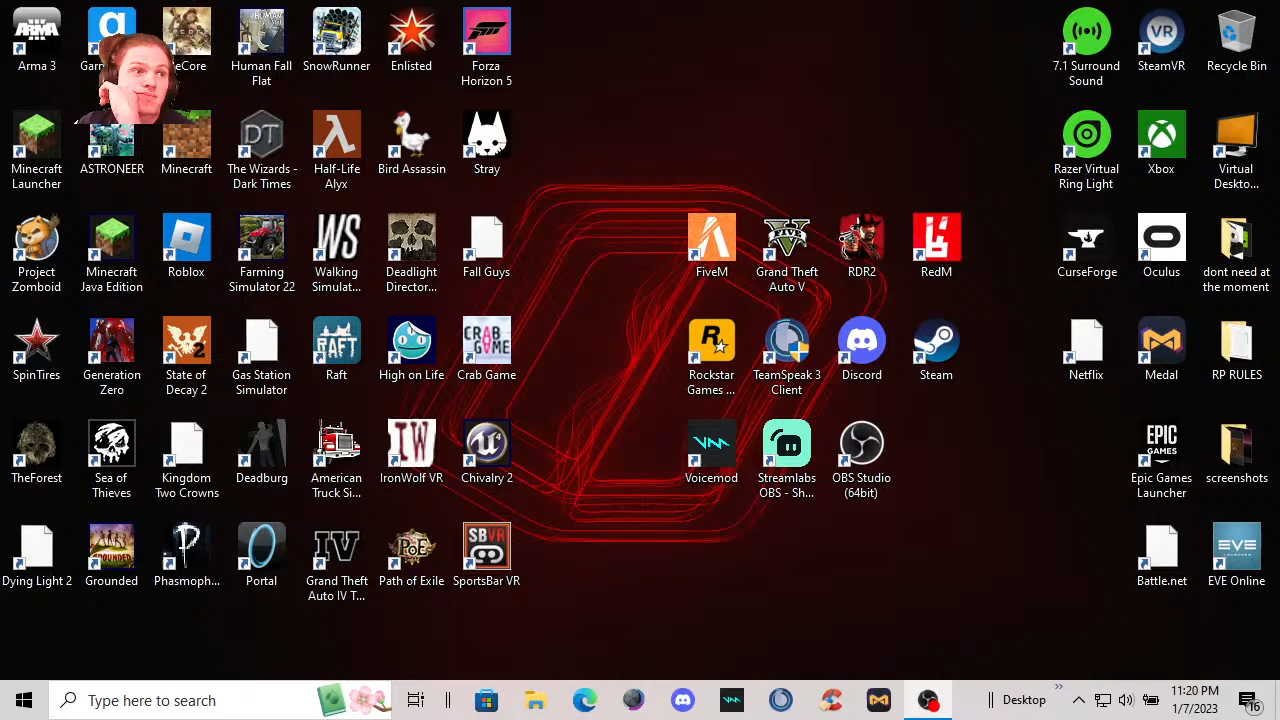 Arma 3
Human Fall
Flat
SnowRunner
Enlisted
Forza
Horizon 5
7.1 Surround
Sound
SteamVR
Recycle Bin
Minecraft
Launcher
ASTRONEER
Minecraft
The Wizards -
Dark Times
Half-Life
Alyx
Bird Assassin
Stray
Razer Virtual
Ring Light
Xbox
Virtual
Deskto...
Project
Zomboid
Minecraft
Java Edition
Roblox
Farming
Simulator 22
Walking
Simulat...
Deadlight
Director...
Fall Guys
FiveM
Grand Theft
Auto V
RDR2
RedM
CurseForge
Oculus
dont need at
the moment
SpinTires
Generation
Zero
State of
Decay 2
Gas Station
Simulator
Raft
High on Life
Crab Game
Rockstar
Games ...
TeamSpeak 3
Client
Discord
Steam
Netflix
Medal
RP RULES
TheForest
Sea of
Thieves
Kingdom
Two Crowns
Deadburg
American
Truck Si...
IronWolf VR
Chivalry 2
Voicemod
Streamlabs
OBS - Sh...
OBS Studio
(64bit)
Epic Games
Launcher
screenshots
Dying Light 2
Grounded
Phasmoph...
Portal
Grand Theft
Auto IV T...
Path of Exile
SportsBar VR
Battle.net
EVE Online
Type here to search
Desktop
11:20 PM
1/7/2023
16